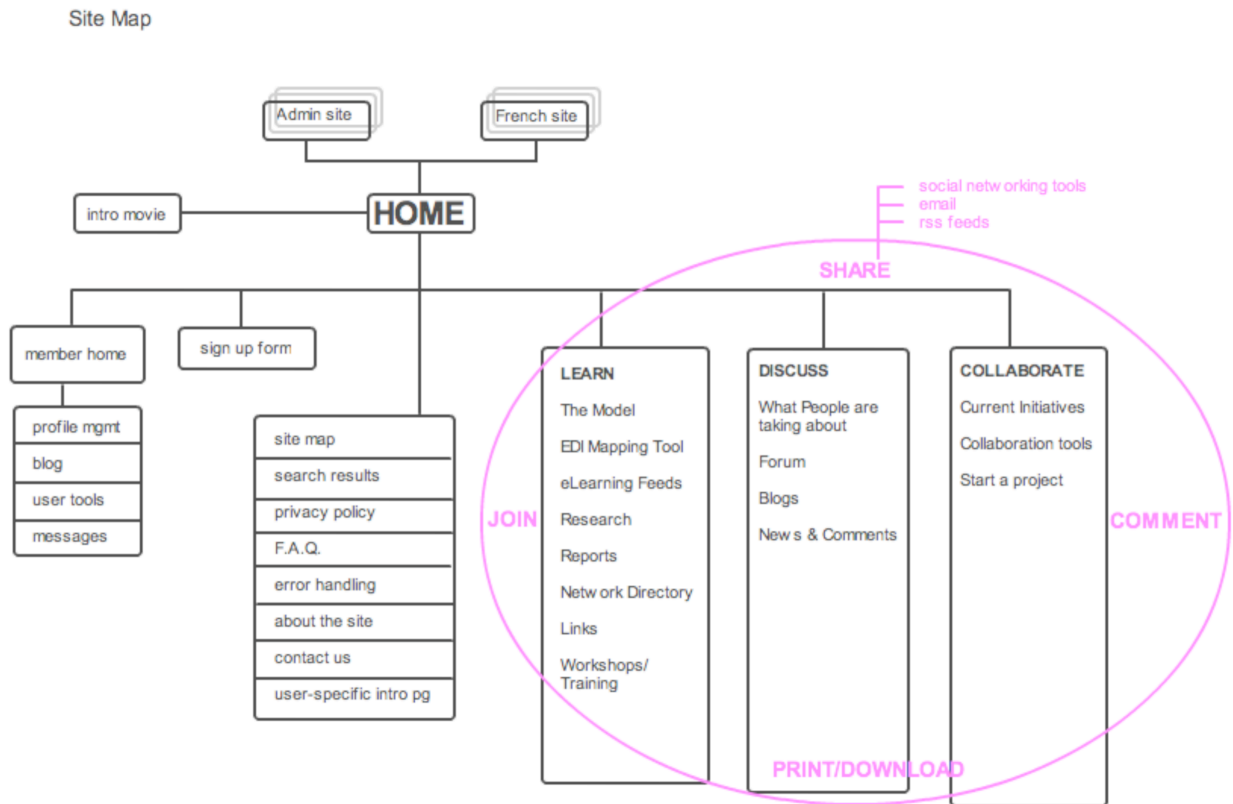 Site Map
Admin site
French site
intro movie
HOME
social networking tools
email
rss feeds
SHARE
member home
sign up form
profile mgmt
blog
user tools
messages
site map
search results
privacy policy
F.A.Q.
error handling
about the site
contact us
user-specific intro pg
JOIN
LEARN
The Model
EDI Mapping Tool
eLearning Feeds
Research
Reports
Network Directory
Links
Workshops/
Training
DISCUSS
What People are
taking about
Forum
Blogs
News & Comments
COLLABORATE
Current Initiatives
Collaboration tools
Start a project
COMMENT
PRINT/DOWNLOAD